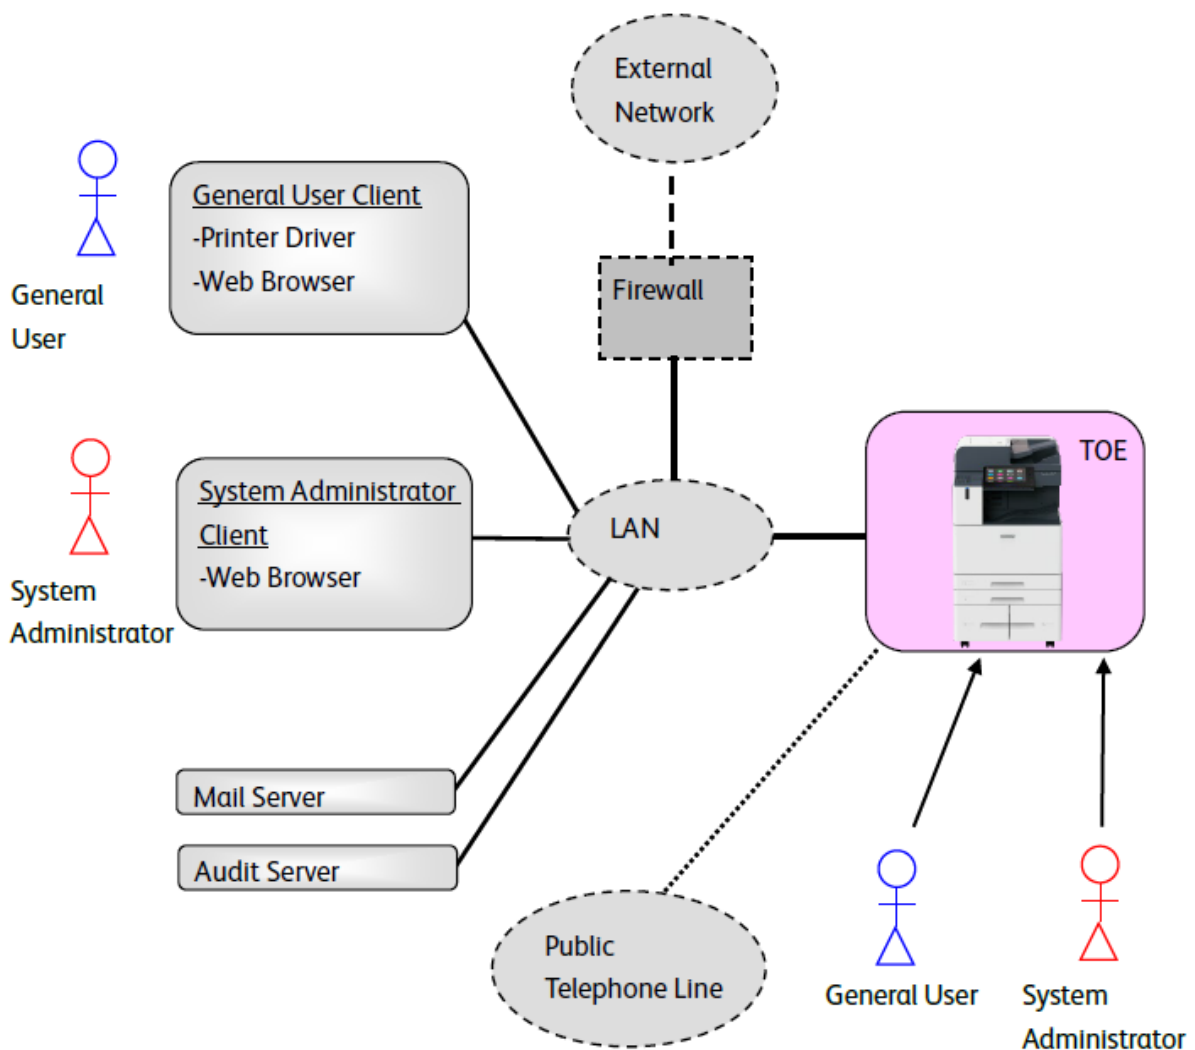 External
Network
General User Client
-Printer Driver
-Web Browser
General
User
Firewall
TOE
System Administrator
Client
-Web Browser
LAN
System
Administrator
Mail Server
Audit Server
Public
Telephone Line
General User
System
Administrator